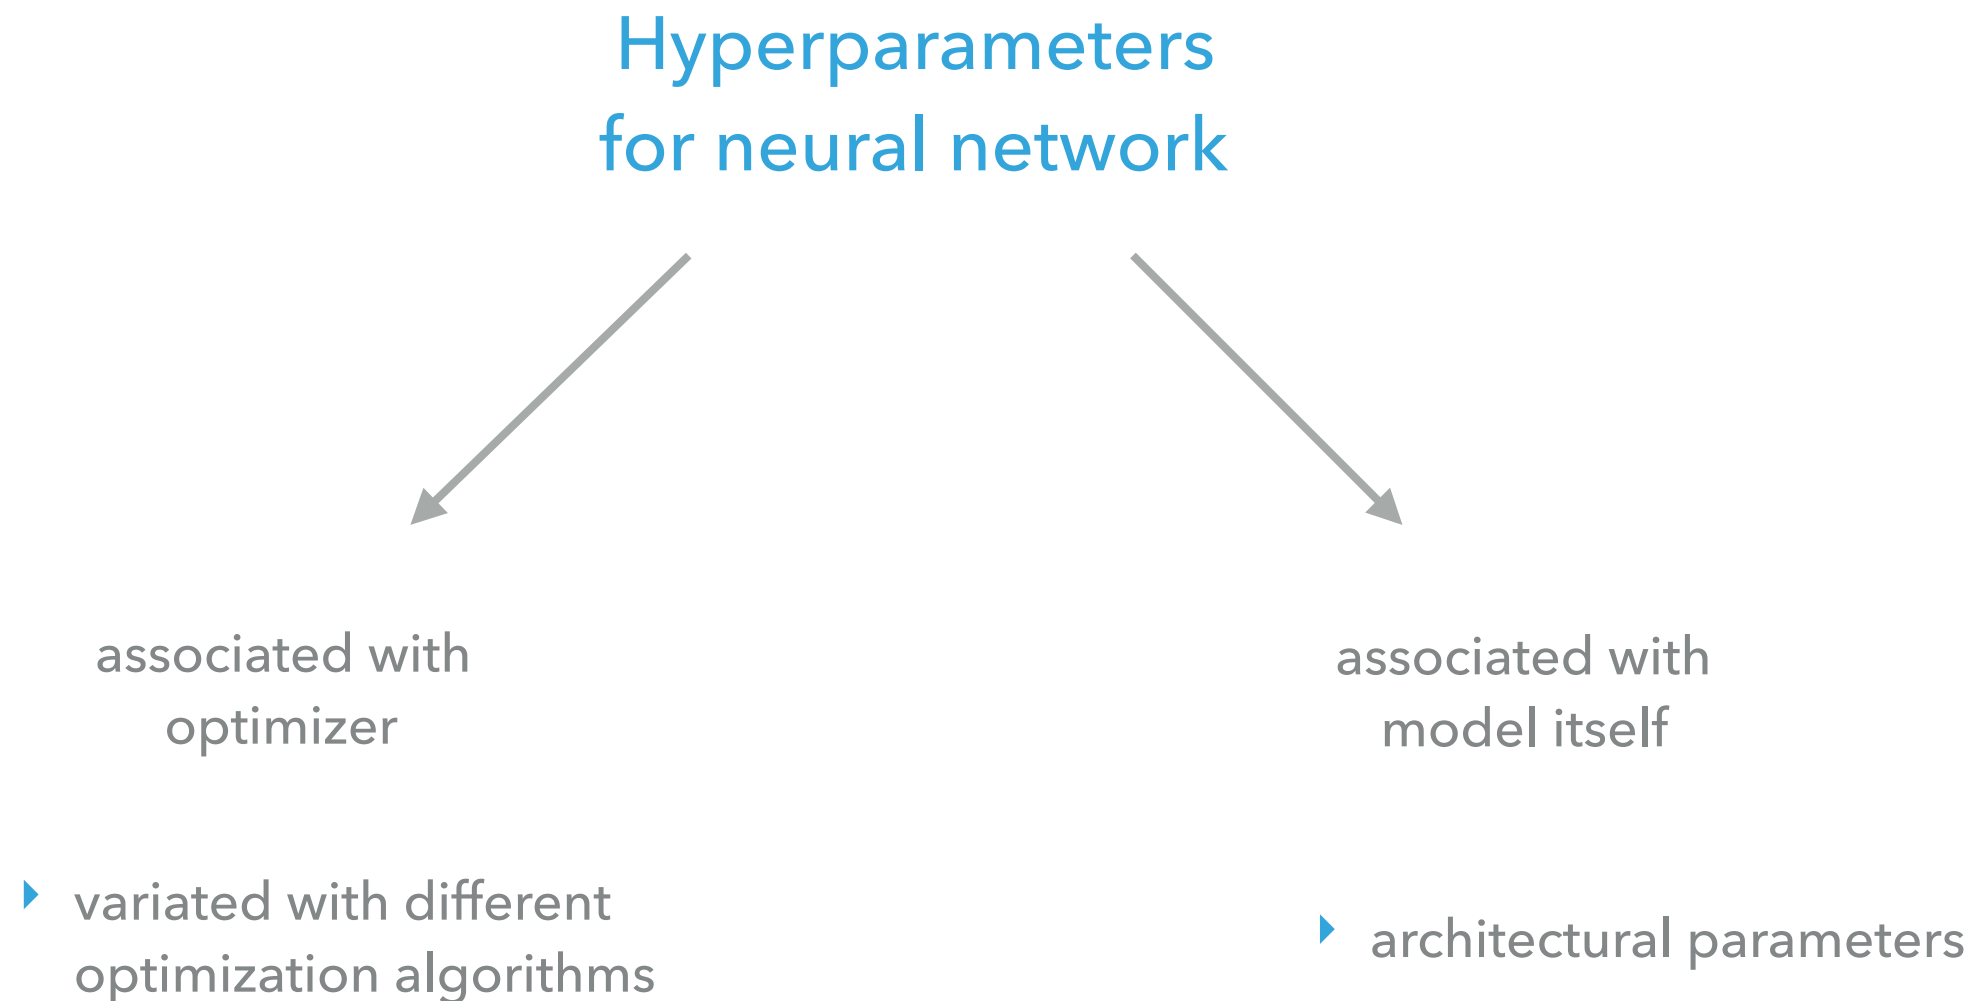 Hyperparameters
for neural network
associated with
optimizer
associated with
model itself
variated with different
optimization algorithms
architectural parameters